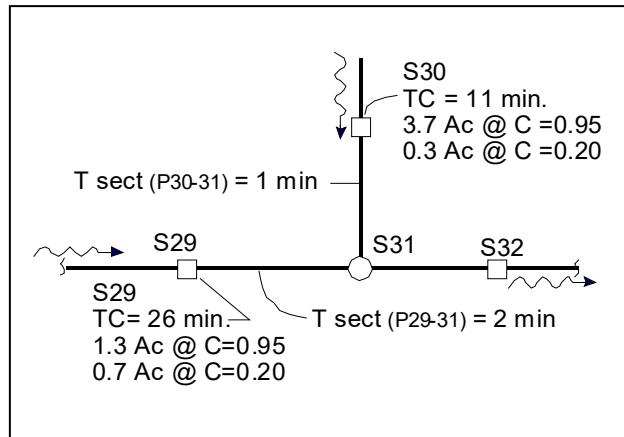 S30
TC = 11 min.
3.7 Ac @ C =0.95
0.3 Ac @ C =0.20
T sect (P30-31) = 1 min
S29
S31
S32
S29
TC= 26 min.
1.3 Ac @ C=0.95
0.7 Ac @ C=0.20
T sect (P29-31) = 2 min